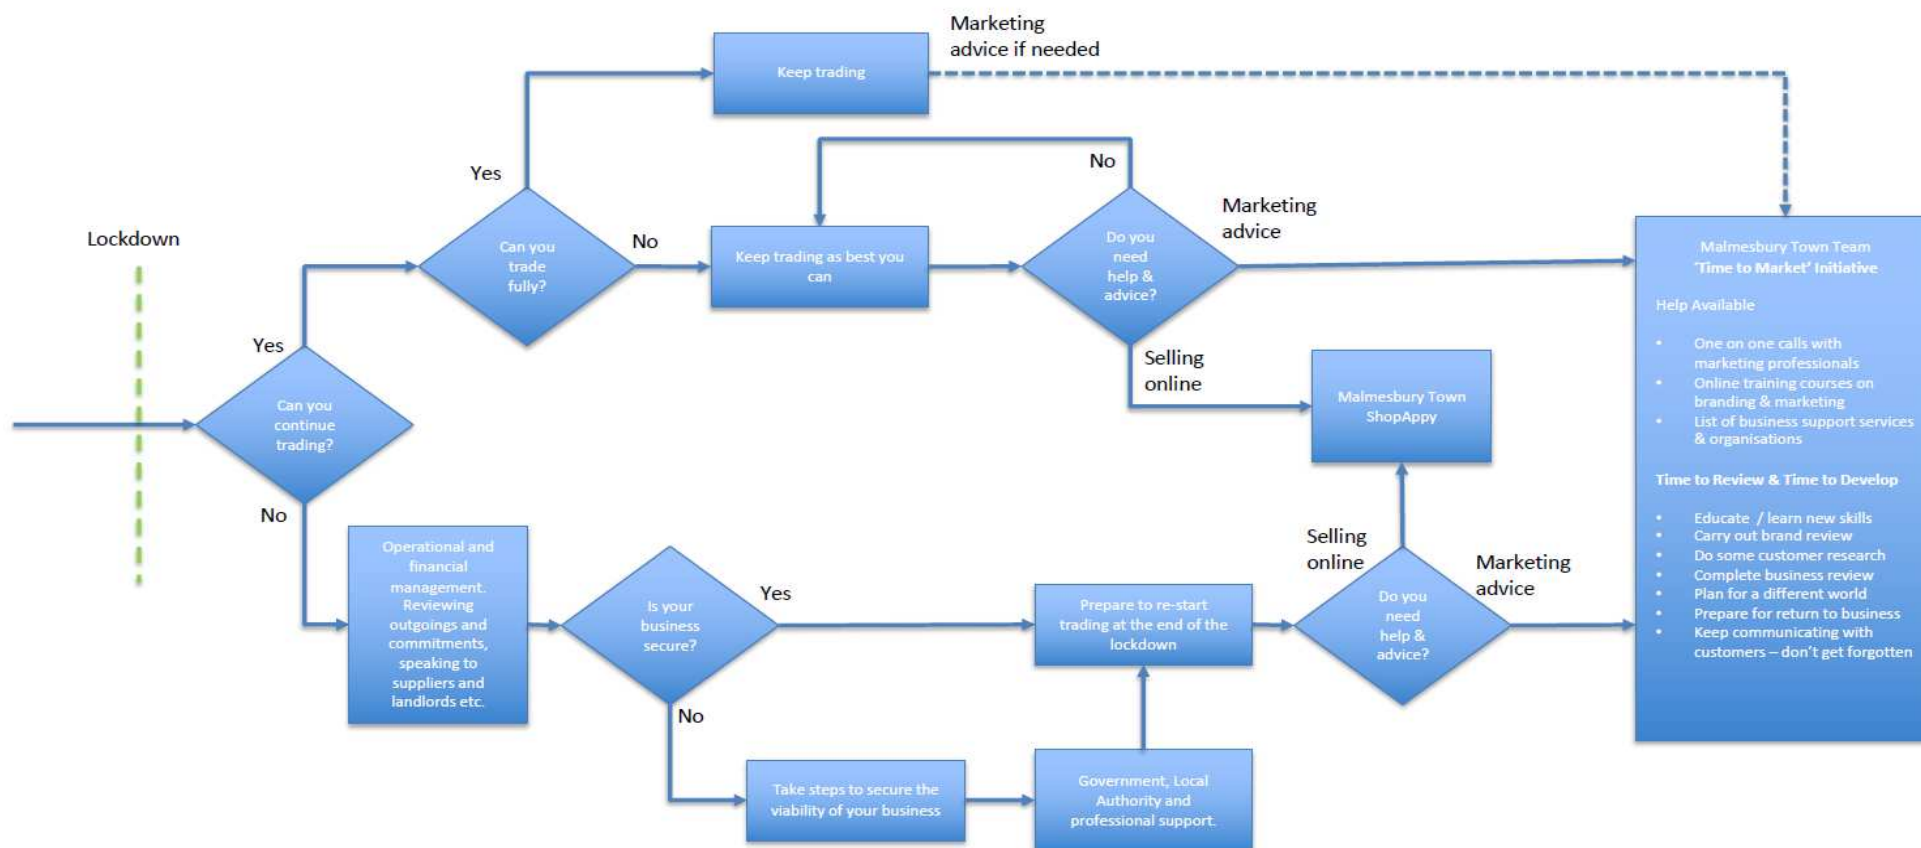 Marketing
advice if needed
Keep trading
No
Yes
Marketing
advice
Lockdown
Can you
trade
fully?
No
Keep trading as best you
can
Do you
need
help &
advice?
Malmesbury Town Team
'Time to Market' Initiative
Help Available
• One on one calls with
marketing professionals
• Online training courses on
branding & marketing
• List of business support services
& organisations
Time to Review & Time to Develop
• Educate / learn new skills
• Carry out brand review
• Do some customer research
• Complete business review
• Plan for a different world
• Prepare for return to business
• Keep communicating with
customers – don't get forgotten
Yes
Selling
online
Can you
continue
trading?
Malmesbury Town
ShopAppy
No
Operational and
financial
management.
Reviewing
outgoings and
commitments,
speaking to
suppliers and
landlords etc.
Is your
business
secure?
Yes
Prepare to re-start
trading at the end of the
lockdown
Selling
online
Do you
need
help &
advice?
Marketing
advice
No
Take steps to secure the
viability of your business
Government, Local
Authority and
professional support.